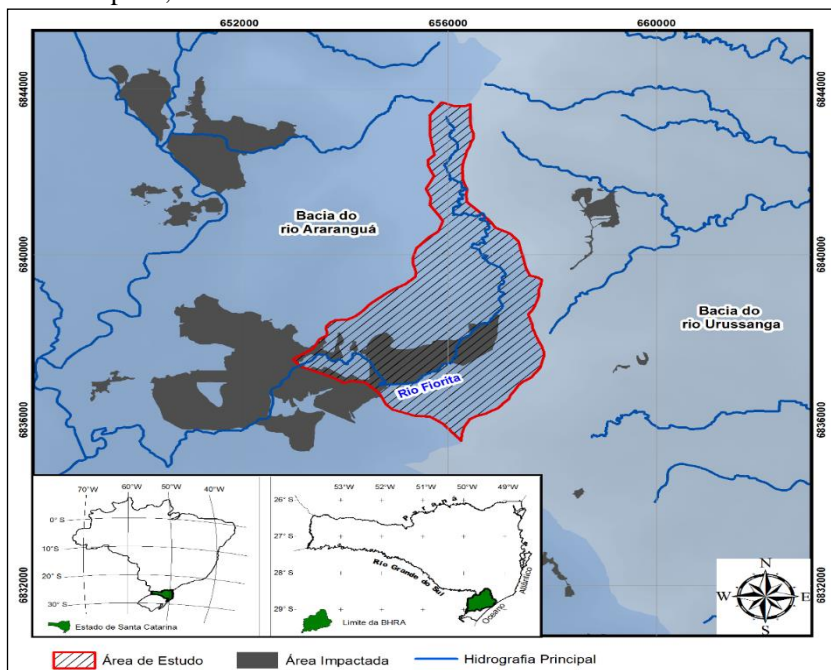 652000 656000 660000
6844000 6844000
Bacia do
rio Araranguá
6840000 6840000
Bacia do
rio Urussanga
Rio Fiorita
6836000 6836000
70°W 60°W 50°W 40°W
0° S
10° S
20° S
30° S
Estado de Santa Catarina
53°W 52°W 51°W 50°W 49°W 48°W
26° S
27° S
28° S
29° S
Paraná
Rio Grande do Sul
Oceano
Atlântico
Limite da BHRA
6832000 6832000
N
W E
S
Área de Estudo Área Impactada Hidrografia Principal